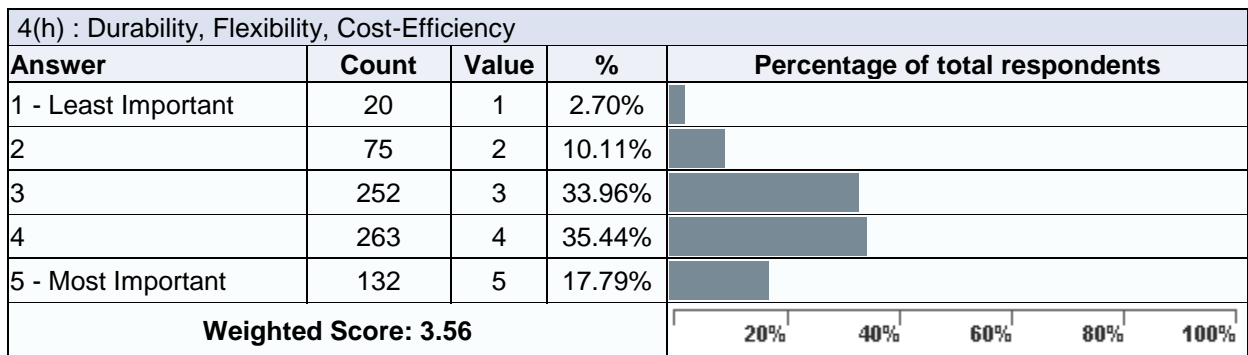 4(h) : Durability, Flexibility, Cost-Efficiency
Answer Count Value % Percentage of total respondents
1 - Least Important 20 1 2.70%
2 75 2 10.11%
3 252 3 33.96%
4 263 4 35.44%
5 - Most Important 132 5 17.79%
Weighted Score: 3.56 20% 40% 60% 80% 100%